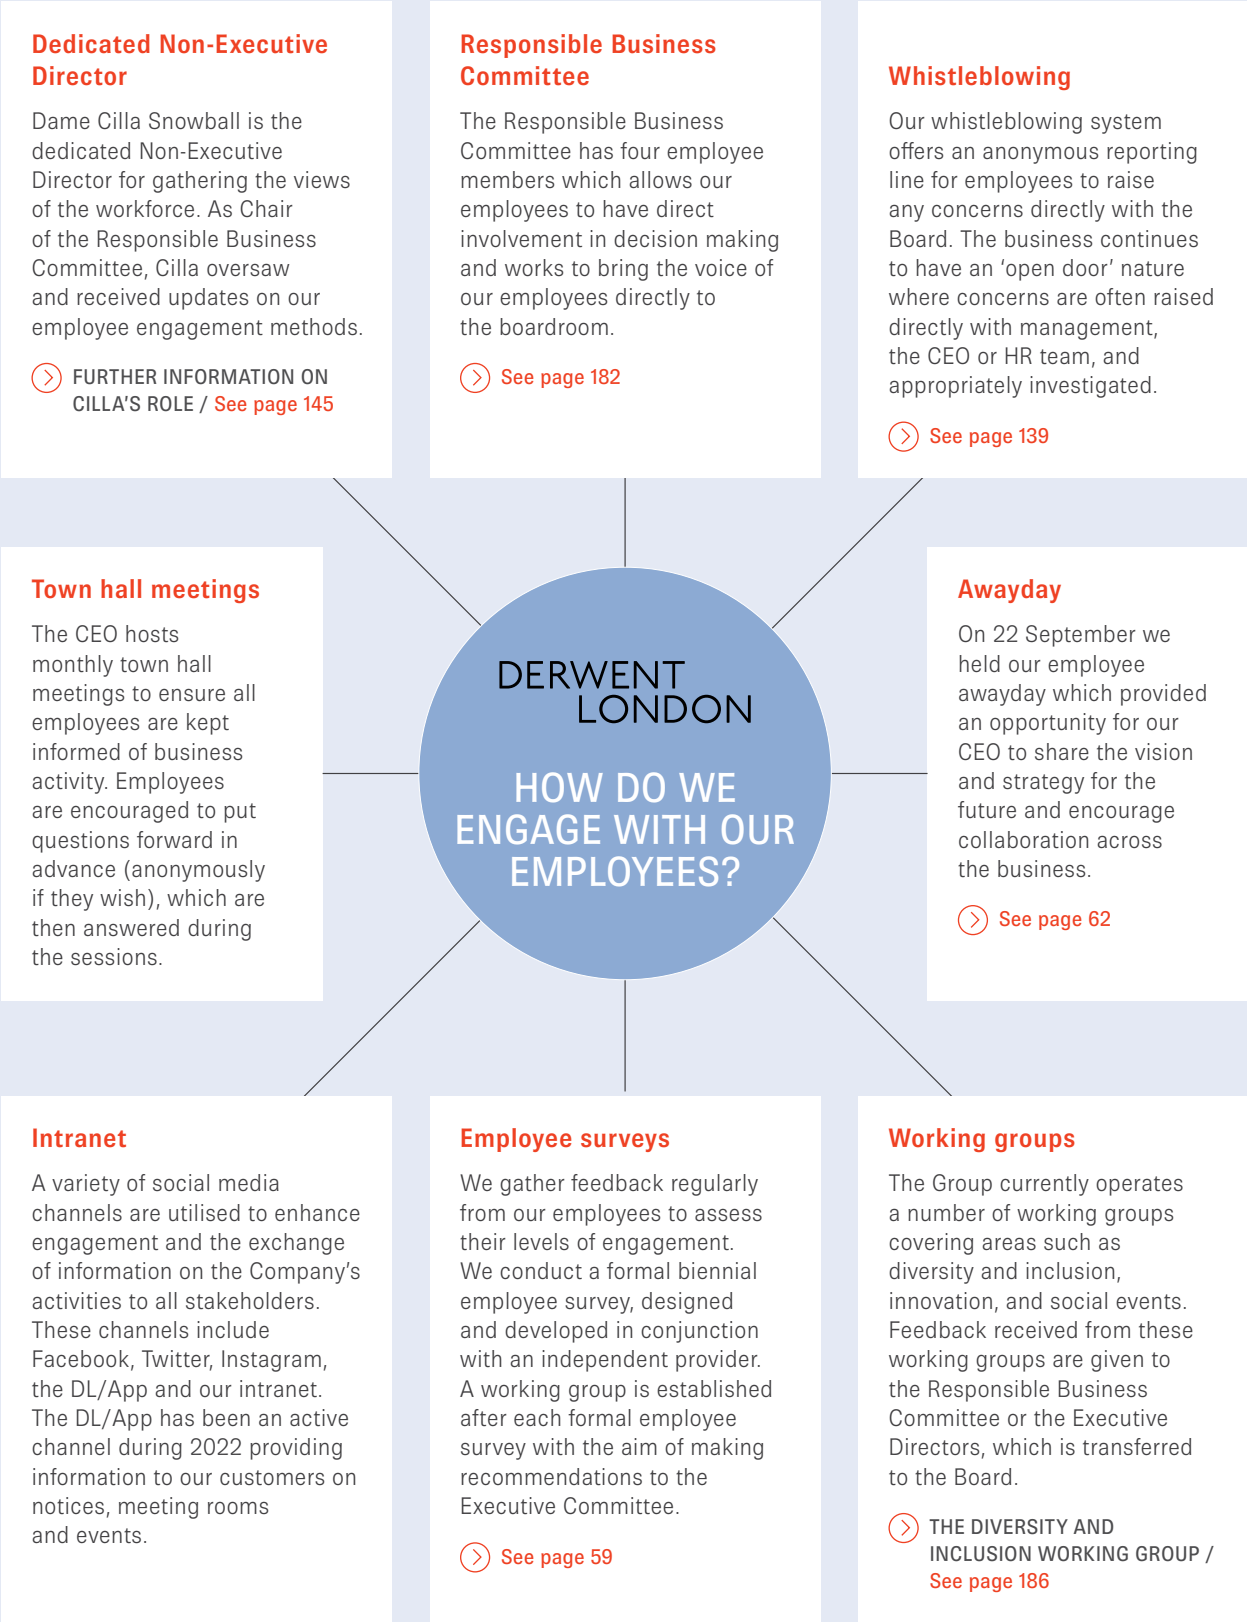 Dedicated Non-Executive
Director
Dame Cilla Snowball is the
dedicated Non-Executive
Director for gathering the views
of the workforce. As Chair
of the Responsible Business
Committee, Cilla oversaw
and received updates on our
employee engagement methods.
FURTHER INFORMATION ON
CILLA'S ROLE / See page 145
Responsible Business
Committee
The Responsible Business
Committee has four employee
members which allows our
employees to have direct
involvement in decision making
and works to bring the voice of
our employees directly to
the boardroom.
See page 182
Whistleblowing
Our whistleblowing system
offers an anonymous reporting
line for employees to raise
any concerns directly with the
Board. The business continues
to have an ‘open door’ nature
where concerns are often raised
directly with management,
the CEO or HR team, and
appropriately investigated.
See page 139
Town hall meetings
The CEO hosts
monthly town hall
meetings to ensure all
employees are kept
informed of business
activity. Employees
are encouraged to put
questions forward in
advance (anonymously
if they wish), which are
then answered during
the sessions.
DERWENT
LONDON
HOW DO WE
ENGAGE WITH OUR
EMPLOYEES?
Awayday
On 22 September we
held our employee
awayday which provided
an opportunity for our
CEO to share the vision
and strategy for the
future and encourage
collaboration across
the business.
See page 62
Intranet
A variety of social media
channels are utilised to enhance
engagement and the exchange
of information on the Company's
activities to all stakeholders.
These channels include
Facebook, Twitter, Instagram,
the DL/App and our intranet.
The DL/App has been an active
channel during 2022 providing
information to our customers on
notices, meeting rooms
and events.
Employee surveys
We gather feedback regularly
from our employees to assess
their levels of engagement.
We conduct a formal biennial
employee survey, designed
and developed in conjunction
with an independent provider.
A working group is established
after each formal employee
survey with the aim of making
recommendations to the
Executive Committee.
See page 59
Working groups
The Group currently operates
a number of working groups
covering areas such as
diversity and inclusion,
innovation, and social events.
Feedback received from these
working groups are given to
the Responsible Business
Committee or the Executive
Directors, which is transferred
to the Board.
THE DIVERSITY AND
INCLUSION WORKING GROUP /
See page 186